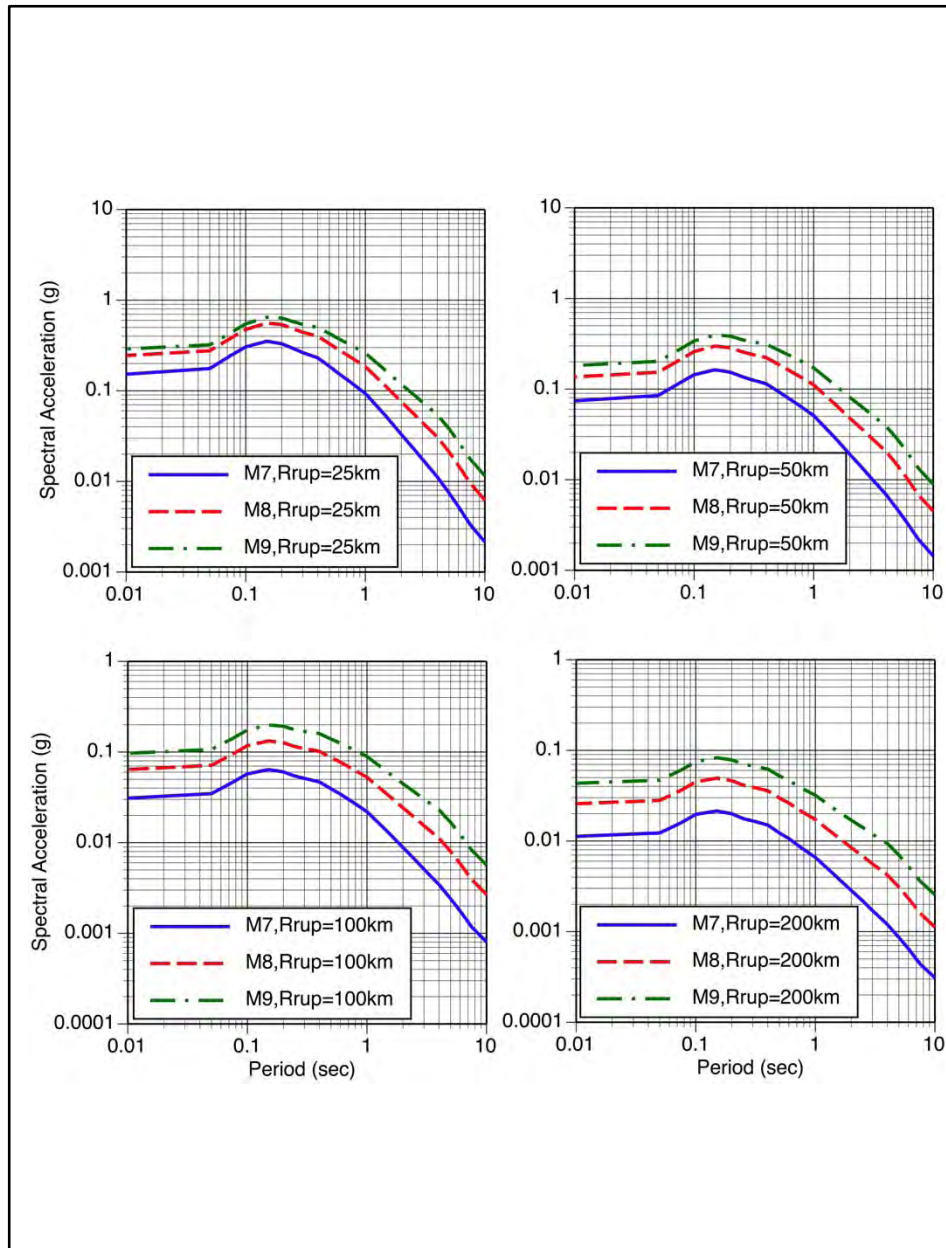 10
1
0.1
0.01
0.001
Spectral Acceleration (g)
M7,Rrup=25km
M8,Rrup=25km
M9,Rrup=25km
0.01 0.1 1 10
10
1
0.1
0.01
0.001
M7,Rrup=50km
M8,Rrup=50km
M9,Rrup=50km
0.01 0.1 1 10
1
0.1
0.01
0.001
0.0001
Spectral Acceleration (g)
M7,Rrup=100km
M8,Rrup=100km
M9,Rrup=100km
0.01 0.1 1 10
Period (sec)
1
0.1
0.01
0.001
0.0001
M7,Rrup=200km
M8,Rrup=200km
M9,Rrup=200km
0.01 0.1 1 10
Period (sec)